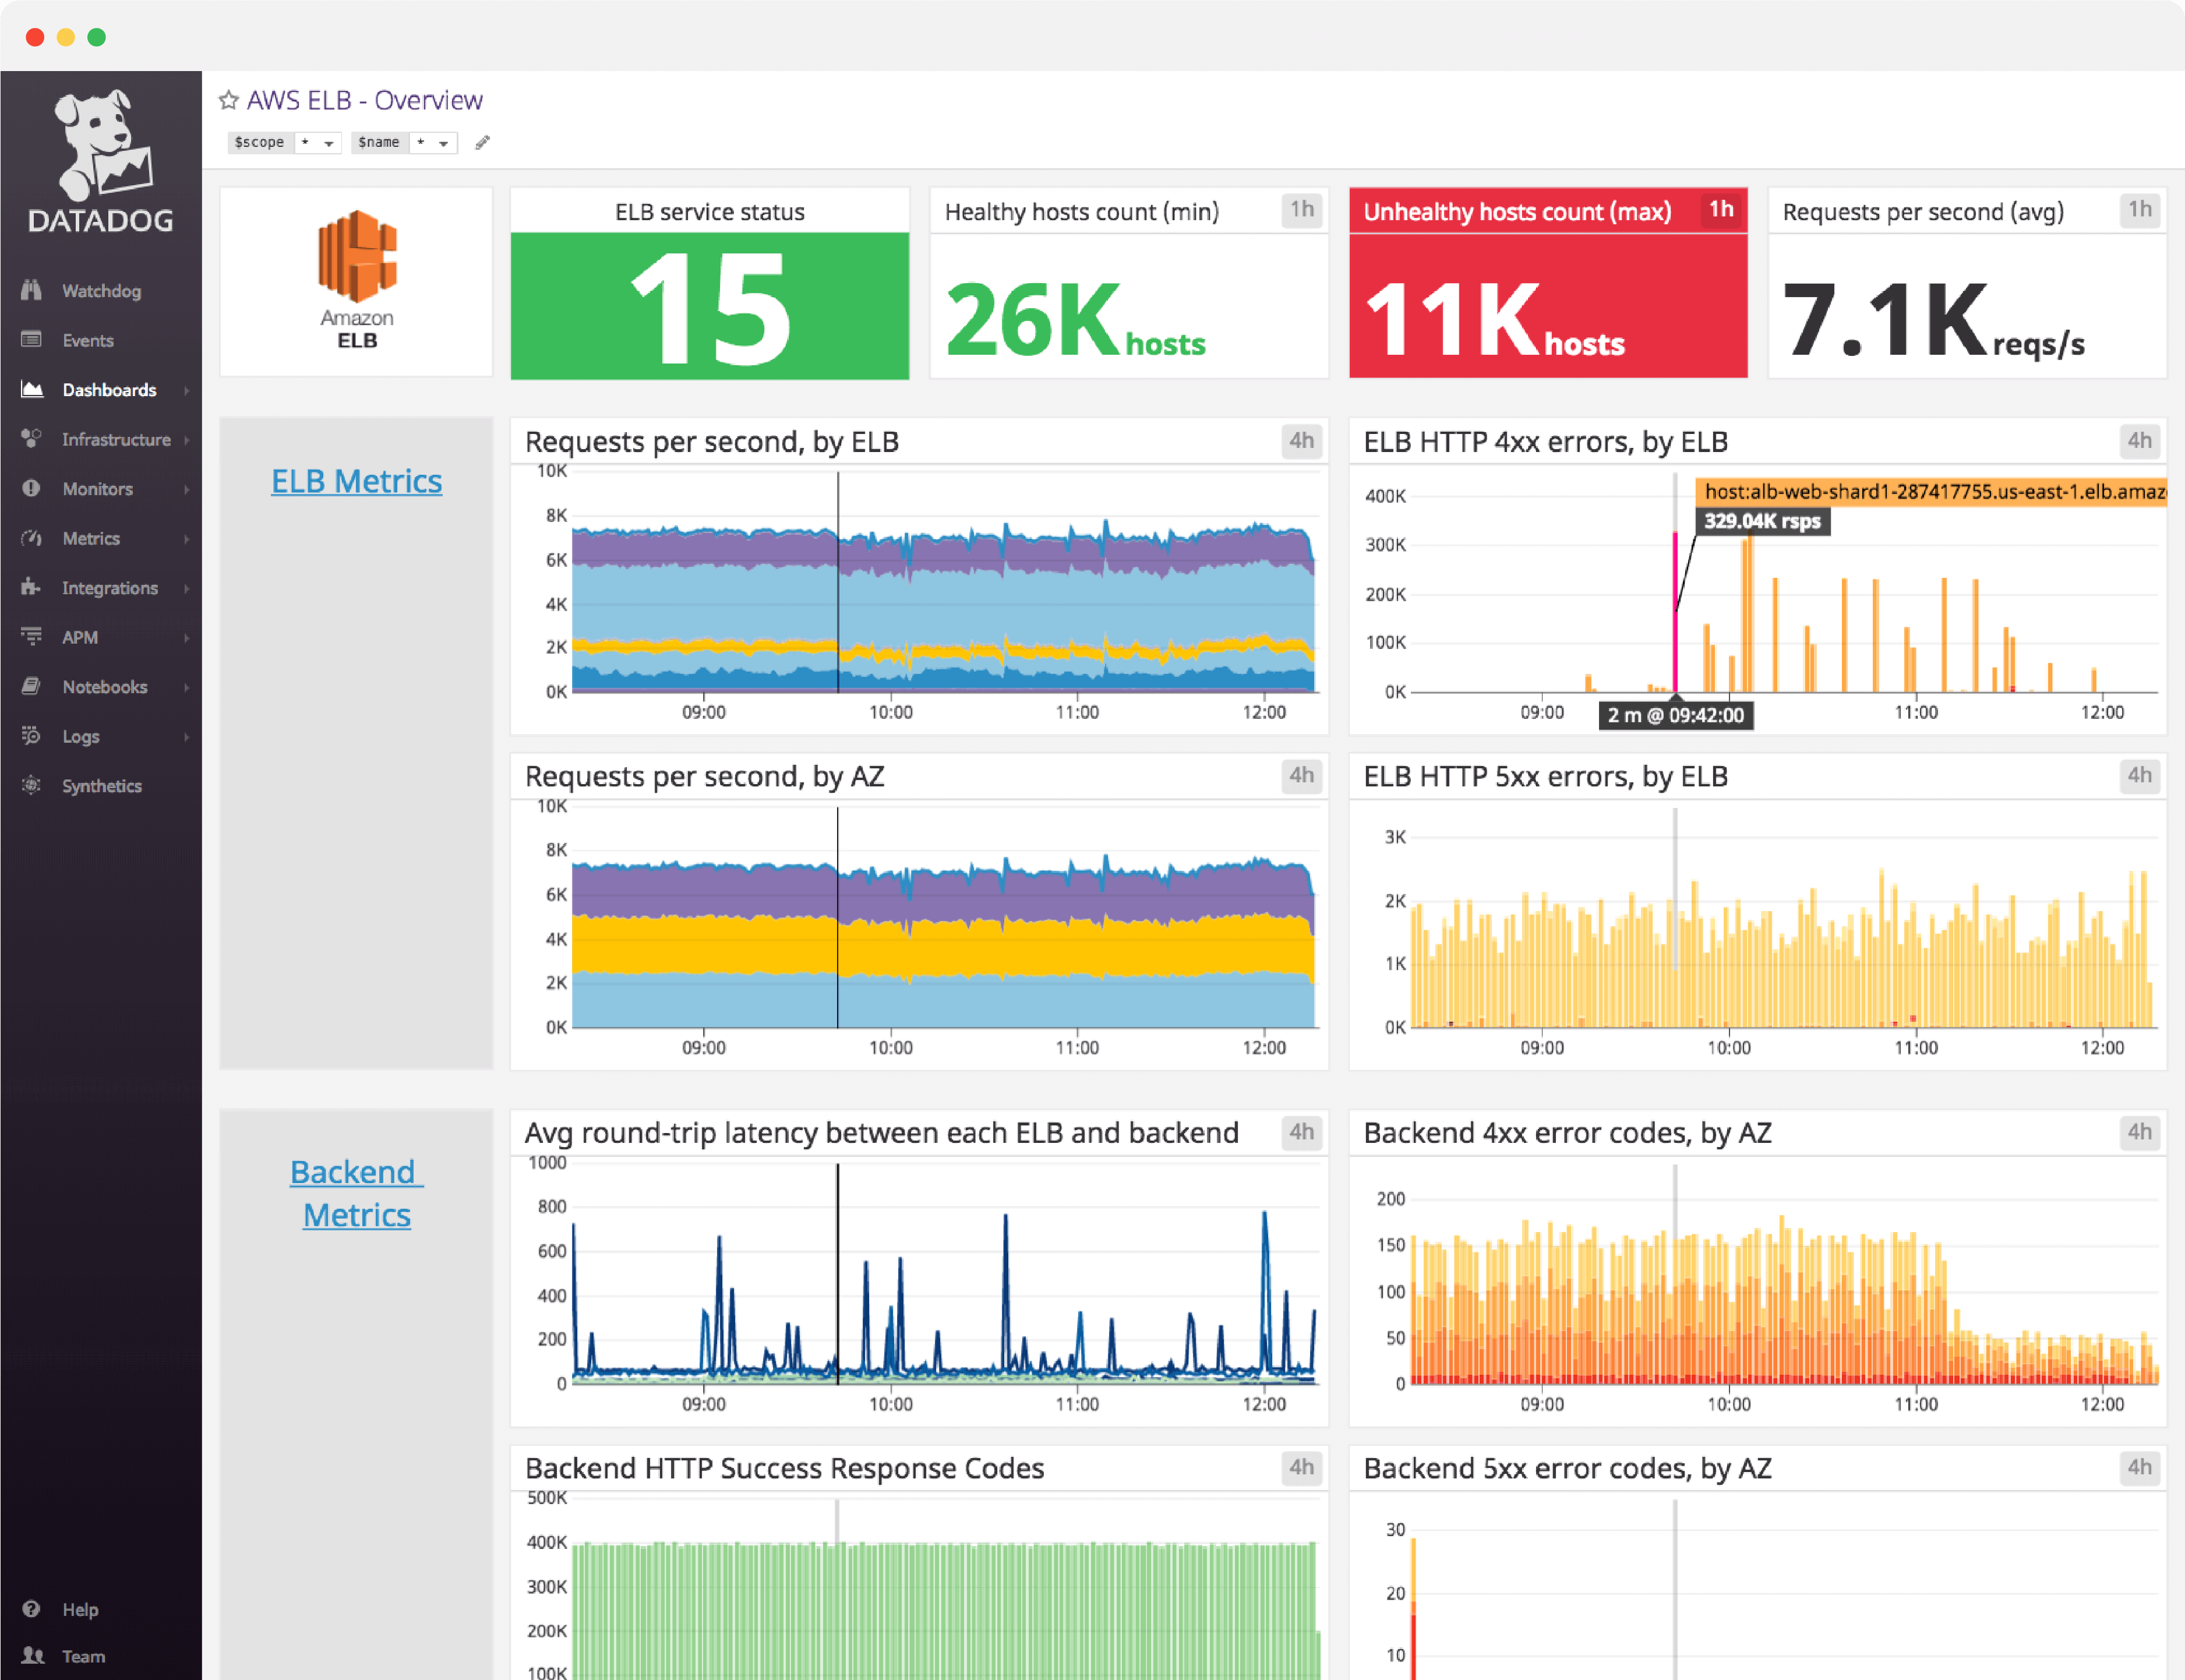 DATADOG
Watchdog
Events
Dashboards
Infrastructure
Monitors
Metrics
Integrations
APM
Notebooks
Logs
Synthetics
Help
Team
AWS ELB - Overview
$scope *
$name *
Amazon
ELB
ELB service status
15
Healthy hosts count (min) 1h
26K hosts
Unhealthy hosts count (max) 1h
11K hosts
Requests per second (avg) 1h
7.1K reqs/s
ELB Metrics
Requests per second, by ELB 4h
10K
8K
6K
4K
2K
0K
09:00 10:00 11:00 12:00
ELB HTTP 4xx errors, by ELB 4h
host:alb-web-shard1-287417755.us-east-1.elb.amaz
329.04K rsps
400K
300K
200K
100K
0K
09:00 11:00 12:00
2 m @ 09:42:00
Requests per second, by AZ 4h
10K
8K
6K
4K
2K
0K
09:00 10:00 11:00 12:00
ELB HTTP 5xx errors, by ELB 4h
3K
2K
1K
0K
09:00 10:00 11:00 12:00
Backend
Metrics
Avg round-trip latency between each ELB and backend 4h
1000
800
600
400
200
0
09:00 10:00 11:00 12:00
Backend 4xx error codes, by AZ 4h
200
150
100
50
0
09:00 10:00 11:00 12:00
Backend HTTP Success Response Codes 4h
500K
400K
300K
200K
100K
Backend 5xx error codes, by AZ 4h
30
20
10